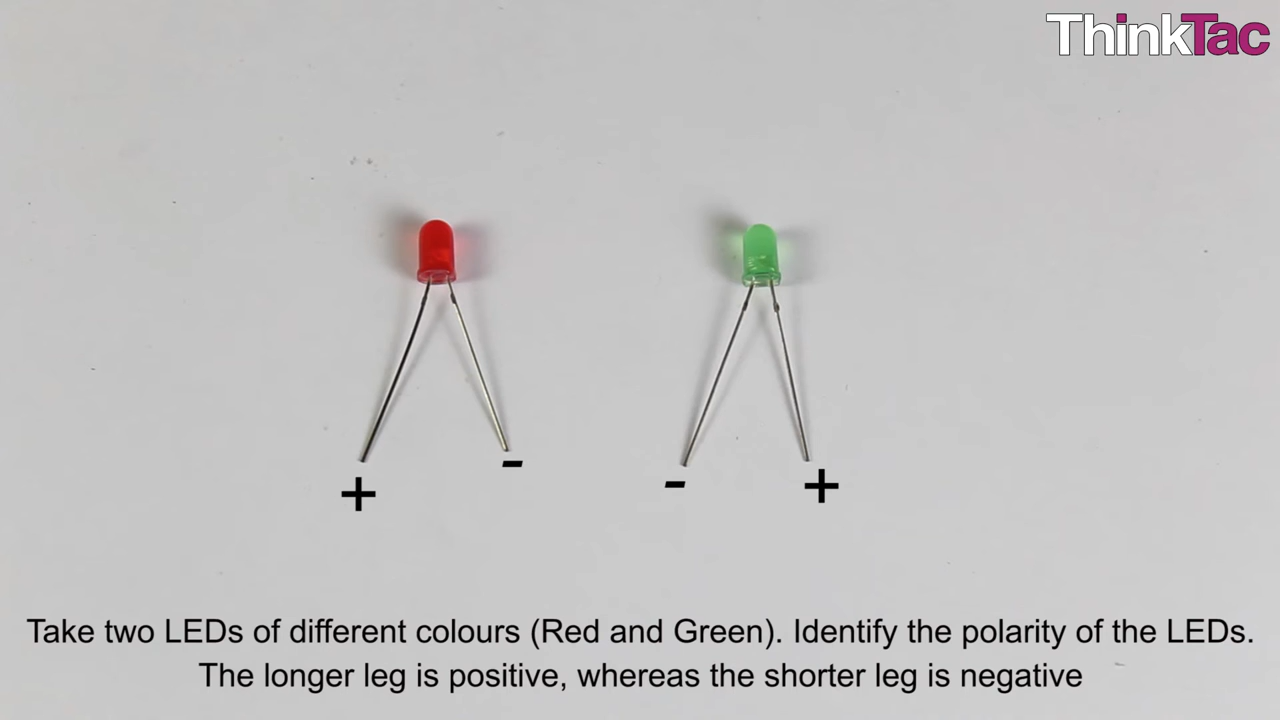 ThinkTac
+
-
-
+
Take two LEDs of different colours (Red and Green). Identify the polarity of the LEDs.
The longer leg is positive, whereas the shorter leg is negative